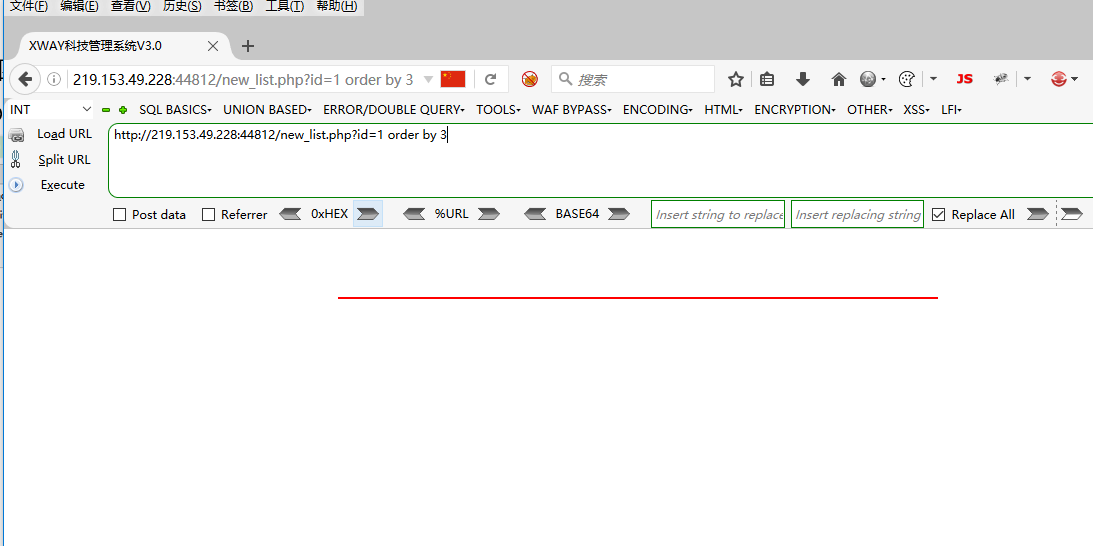 文件(F) 编辑(E) 查看(V) 历史(S) 书签(B) 工具(T) 帮助(H)
XWAY科技管理系统V3.0
219.153.49.228:44812/new_list.php?id=1 order by 3 搜索 JS
INT SQL BASICS UNION BASED ERROR/DOUBLE QUERY TOOLS WAF BYPASS ENCODING HTML ENCRYPTION OTHER XSS LFI
Load URL http://219.153.49.228:44812/new_list.php?id=1 order by 3
Split URL
Execute
Post data Referrer 0xHEX %URL BASE64 Insert string to replace Insert replacing string Replace All